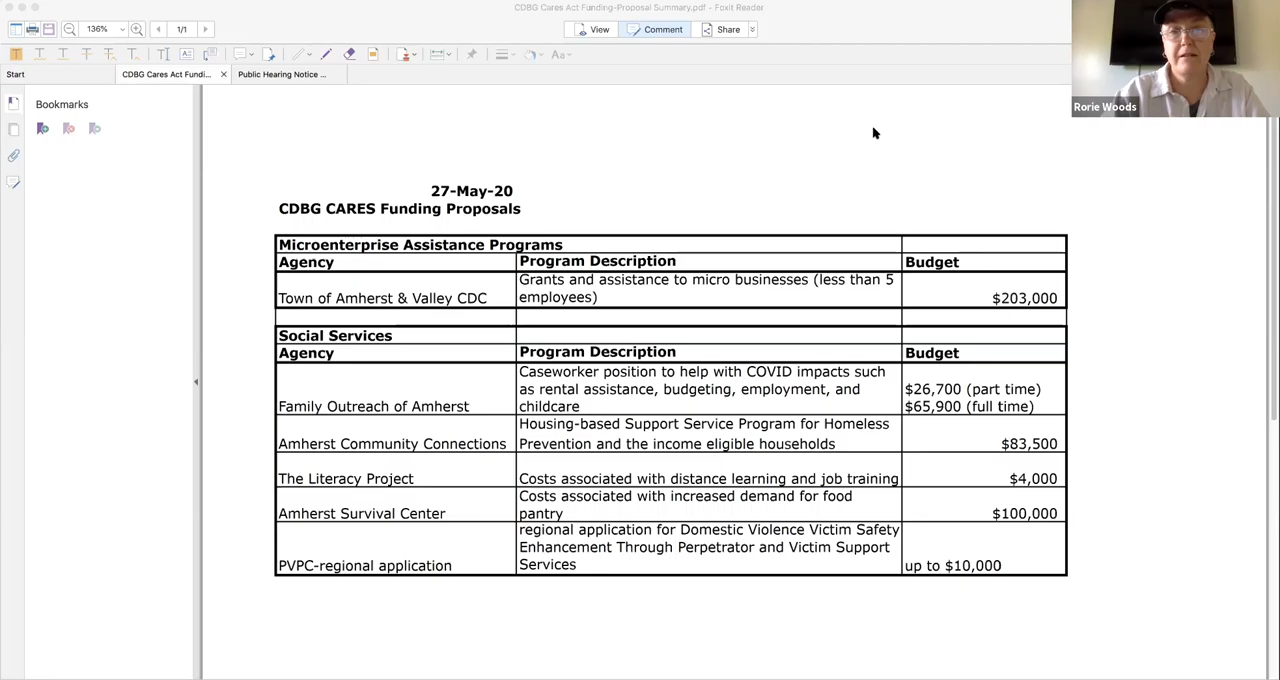 CDBG Cares Act Funding-Proposal Summary.pdf - Foxit Reader
136%
1/1
View
Comment
Share
Start
CDBG Cares Act Fundi...
Public Hearing Notice ...
Bookmarks
Rorie Woods
27-May-20
CDBG CARES Funding Proposals
Microenterprise Assistance Programs
Agency Program Description Budget
Town of Amherst & Valley CDC Grants and assistance to micro businesses (less than 5
employees) $203,000
Social Services
Agency Program Description Budget
Family Outreach of Amherst Caseworker position to help with COVID impacts such
as rental assistance, budgeting, employment, and $26,700 (part time)
childcare $65,900 (full time)
Amherst Community Connections Housing-based Support Service Program for Homeless
Prevention and the income eligible households $83,500
The Literacy Project Costs associated with distance learning and job training $4,000
Amherst Survival Center Costs associated with increased demand for food
pantry $100,000
PVPC-regional application regional application for Domestic Violence Victim Safety
Enhancement Through Perpetrator and Victim Support
Services up to $10,000